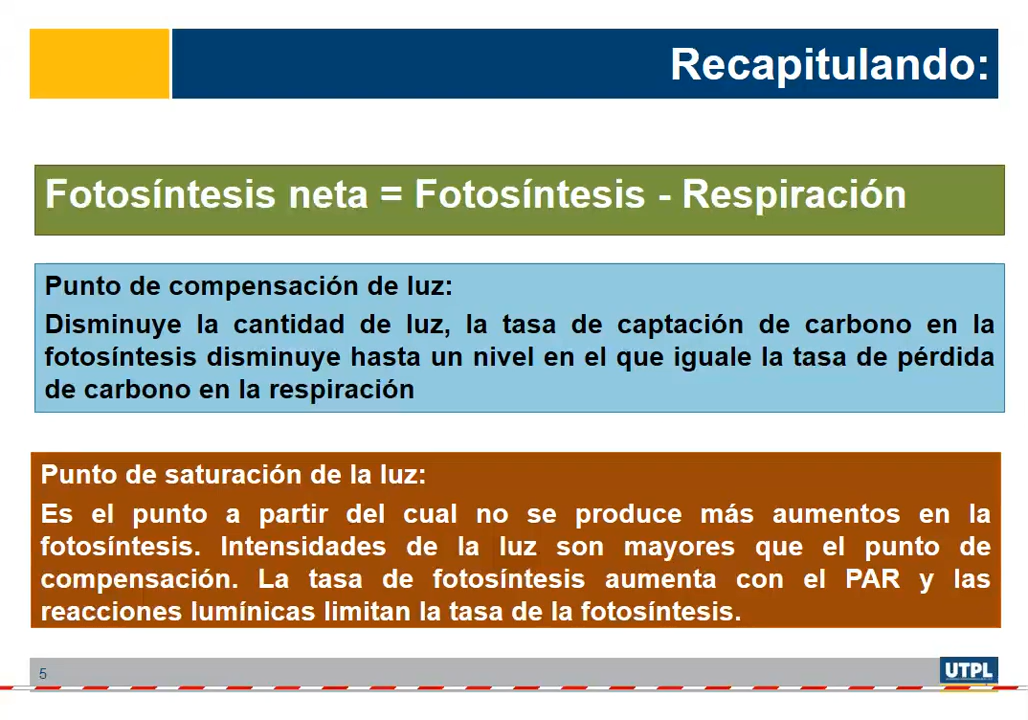 Recapitulando:
Fotosíntesis neta = Fotosíntesis - Respiración
Punto de compensación de luz:
Disminuye la cantidad de luz, la tasa de captación de carbono en la
fotosíntesis disminuye hasta un nivel en el que iguale la tasa de pérdida
de carbono en la respiración
Punto de saturación de la luz:
Es el punto a partir del cual no se produce más aumentos en la
fotosíntesis. Intensidades de la luz son mayores que el punto de
compensación. La tasa de fotosíntesis aumenta con el PAR y las
reacciones lumínicas limitan la tasa de la fotosíntesis.
5
UTPL